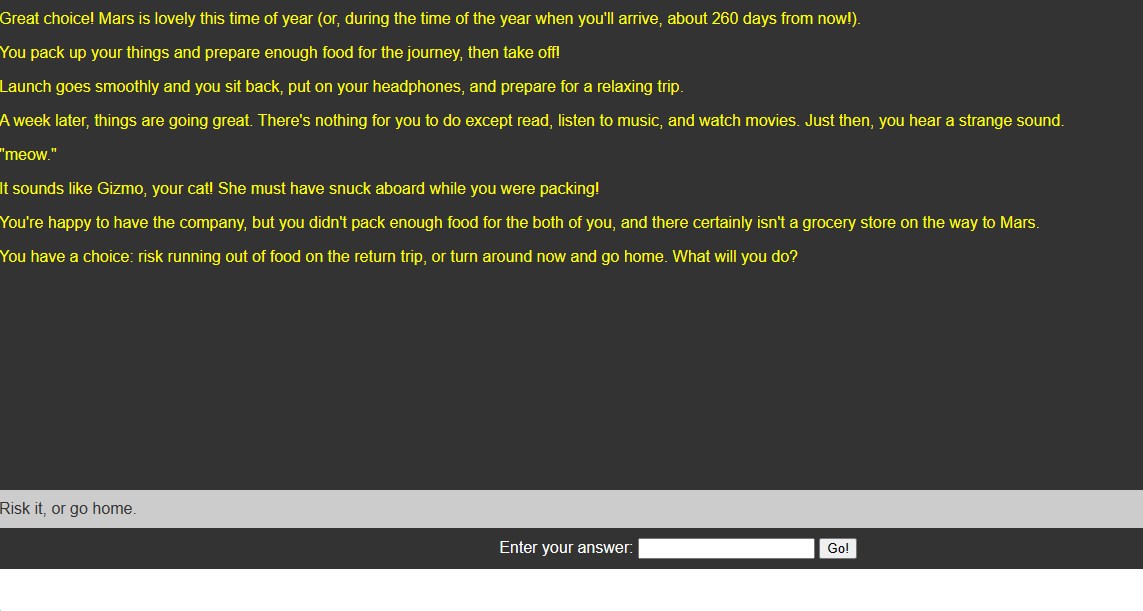 Great choice! Mars is lovely this time of year (or, during the time of the year when you'll arrive, about 260 days from now!).
You pack up your things and prepare enough food for the journey, then take off!
Launch goes smoothly and you sit back, put on your headphones, and prepare for a relaxing trip.
A week later, things are going great. There's nothing for you to do except read, listen to music, and watch movies. Just then, you hear a strange sound.
"meow."
It sounds like Gizmo, your cat! She must have snuck aboard while you were packing!
You're happy to have the company, but you didn't pack enough food for the both of you, and there certainly isn't a grocery store on the way to Mars.
You have a choice: risk running out of food on the return trip, or turn around now and go home. What will you do?
Risk it, or go home.
Enter your answer: Go!